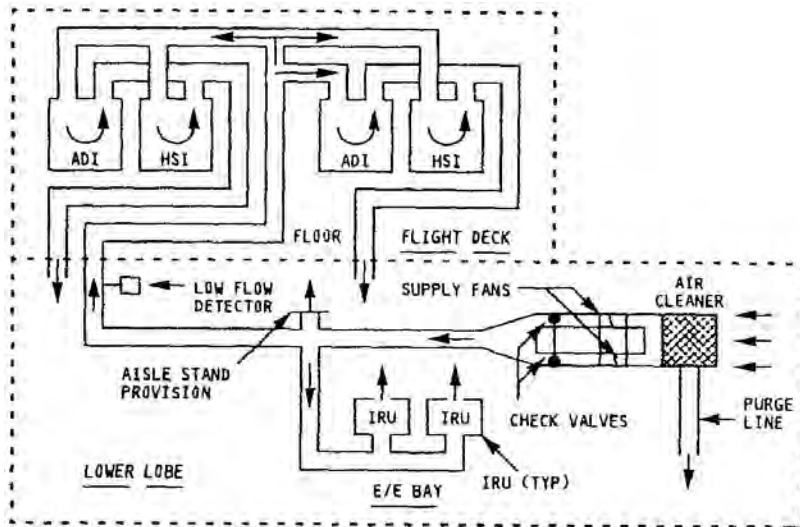 ADI
HSI
ADI
HSI
FLOOR
FLIGHT DECK
LOW FLOW
DETECTOR
SUPPLY FANS
AIR
CLEANER
AISLE STAND
PROVISION
IRU
IRU
CHECK VALVES
PURGE
LINE
LOWER LOBE
E/E BAY
IRU (TYP)